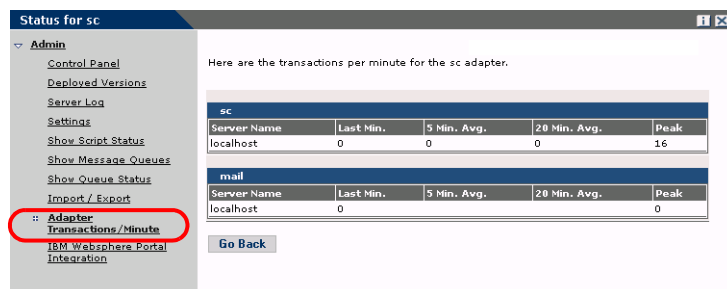 Status for sc
Admin
Control Panel
Deployed Versions
Server Log
Settings
Show Script Status
Show Message Queues
Show Queue Status
Import / Export
Adapter
Transactions/Minute
IBM Websphere Portal
Integration
Here are the transactions per minute for the sc adapter.
sc
Server Name Last Min. 5 Min. Avg. 20 Min. Avg. Peak
localhost 0 0 0 16
mail
Server Name Last Min. 5 Min. Avg. 20 Min. Avg. Peak
localhost 0 0
Go Back